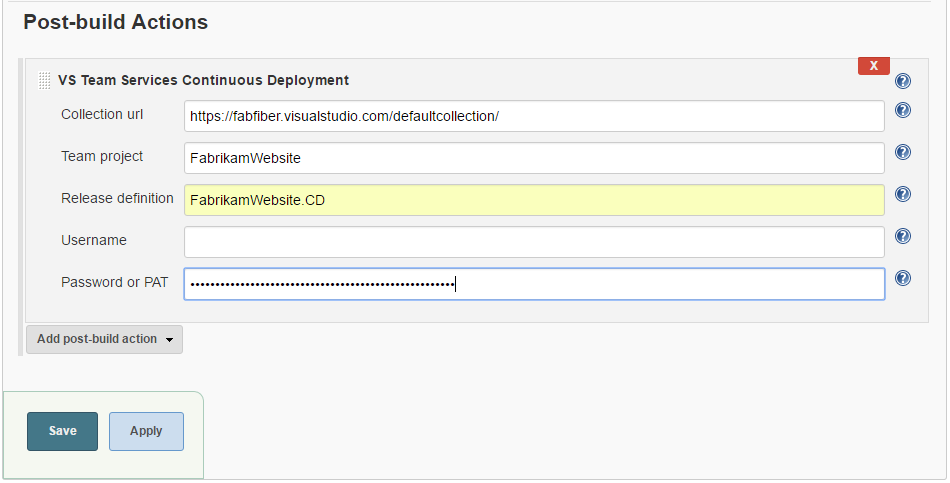 Post-build Actions
X
VS Team Services Continuous Deployment
?
Collection url https://fabfiber.visualstudio.com/defaultcollection/ ?
Team project FabrikamWebsite ?
Release definition FabrikamWebsite.CD ?
Username ?
Password or PAT •••••••••••••••••••••••••••••••••••••••••••••••••••• ?
Add post-build action
Save Apply